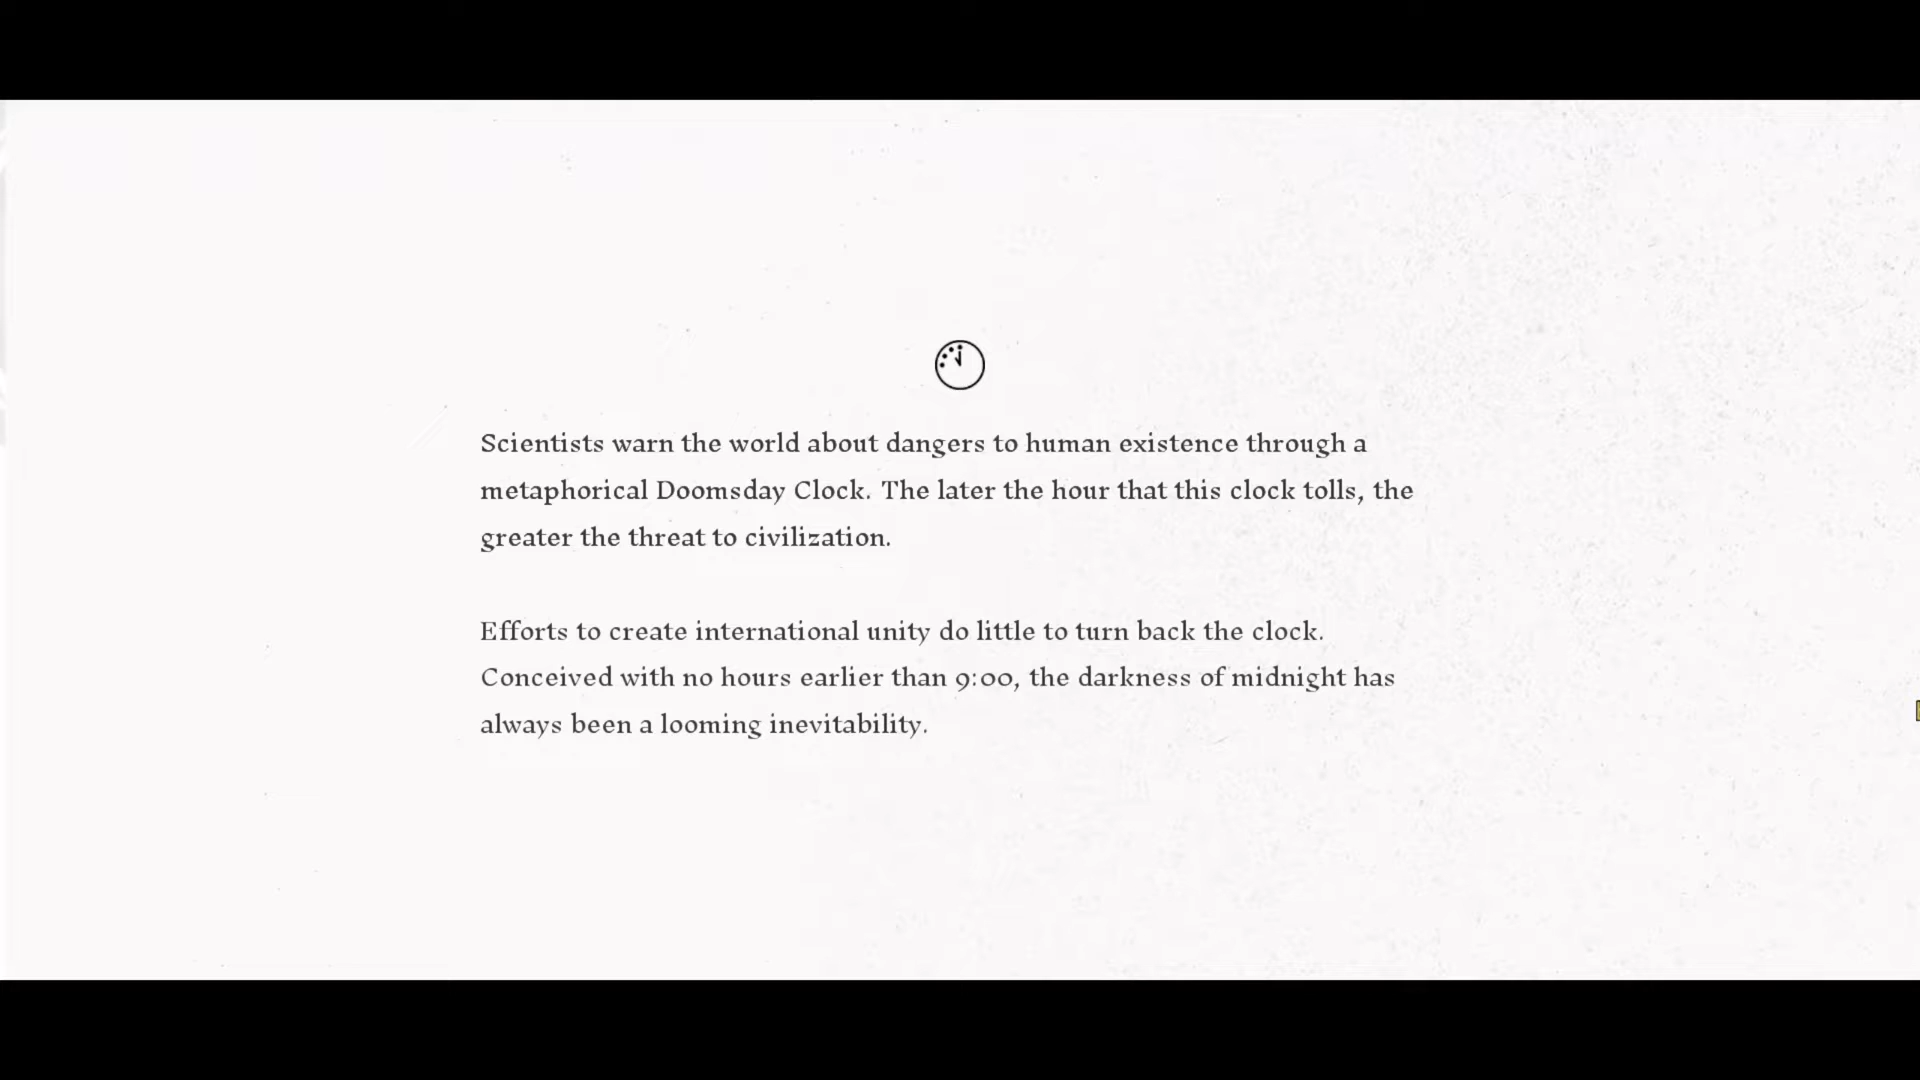 Scientists warn the world about dangers to human existence through a
metaphorical Doomsday Clock. The later the hour that this clock tolls, the
greater the threat to civilization.
Efforts to create international unity do little to turn back the clock.
Conceived with no hours earlier than 9:00, the darkness of midnight has
always been a looming inevitability.